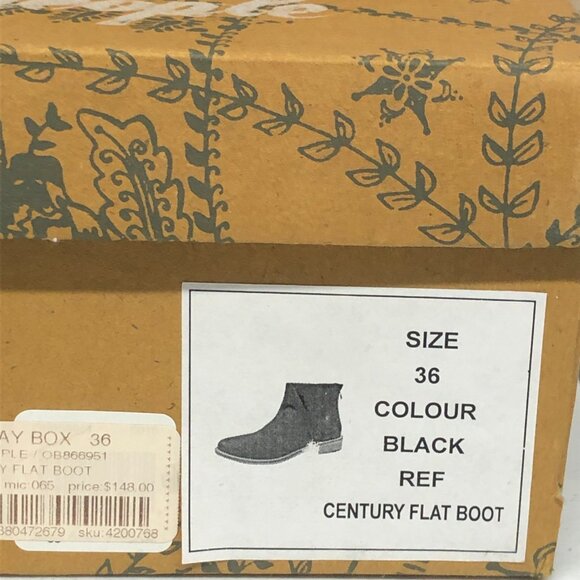 SIZE
36
COLOUR
BLACK
REF
CENTURY FLAT BOOT
AY BOX 36
PLE / OB866951
Y FLAT BOOT
mic:065 price:$148.00
880472679 sku:4200768